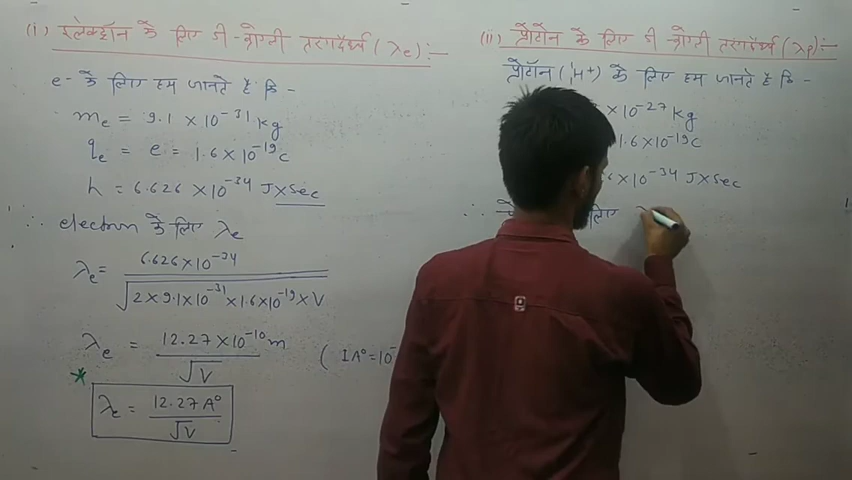 (i) इलेक्ट्रॉन के लिए डी-ब्रोग्ली तरंगदैर्ध्य (λe):-
e- के लिए हम जानते है कि -
me = 9.1 × 10-31 kg
qe = e = 1.6 × 10-19 C
h = 6.626 × 10-34 J×Sec
∴ electron के लिए λe
λe = 6.626×10-34
√2×9.1×10-31×1.6×10-19×V
λe = 12.27×10-10 m
√V
( 1A° = 10-
* λe = 12.27 A°
√V
(ii) प्रोटॉन के लिए डी-ब्रोग्ली तरंगदैर्ध्य (λp):-
प्रोटॉन (H+) के लिए हम जानते है कि -
× 10-27 kg
1.6×10-19 C
6×10-34 J×Sec
∴ लिए